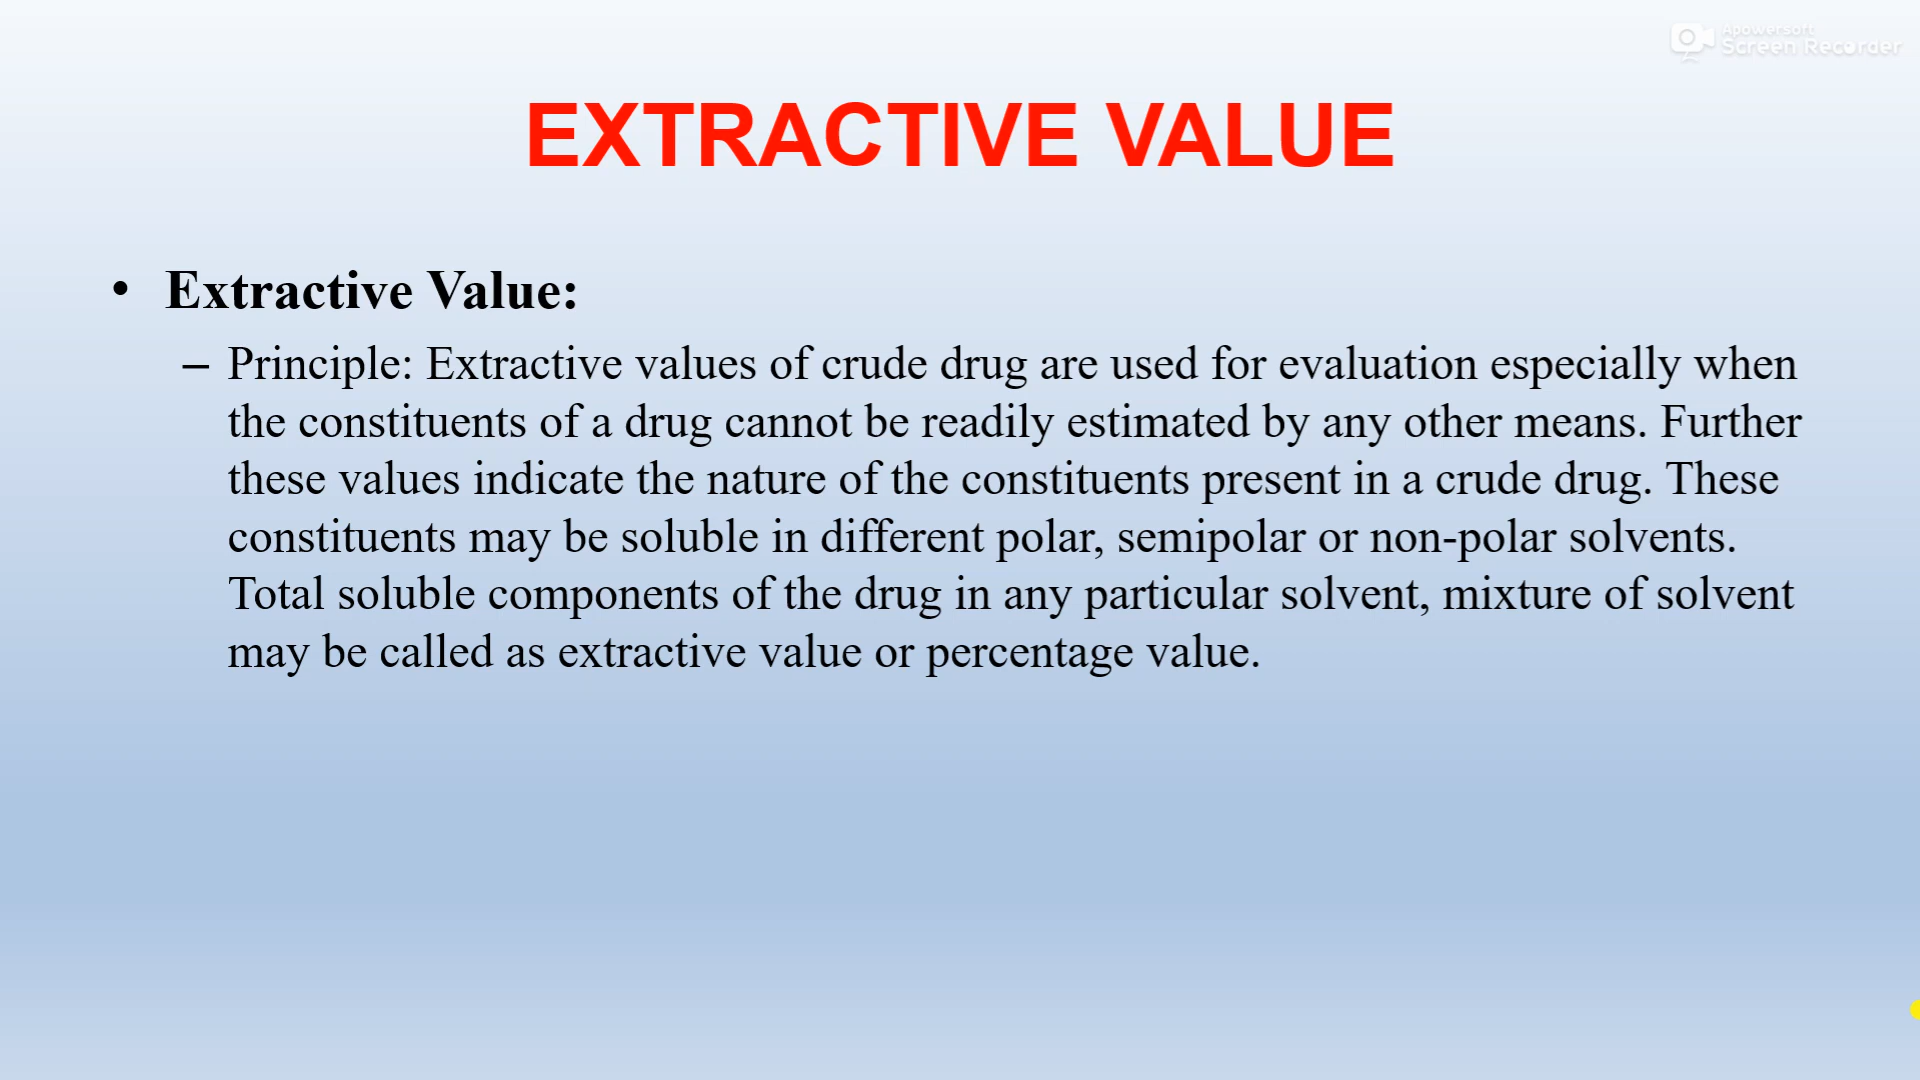 Apowersoft
Screen Recorder
EXTRACTIVE VALUE
• Extractive Value:
– Principle: Extractive values of crude drug are used for evaluation especially when
the constituents of a drug cannot be readily estimated by any other means. Further
these values indicate the nature of the constituents present in a crude drug. These
constituents may be soluble in different polar, semipolar or non-polar solvents.
Total soluble components of the drug in any particular solvent, mixture of solvent
may be called as extractive value or percentage value.